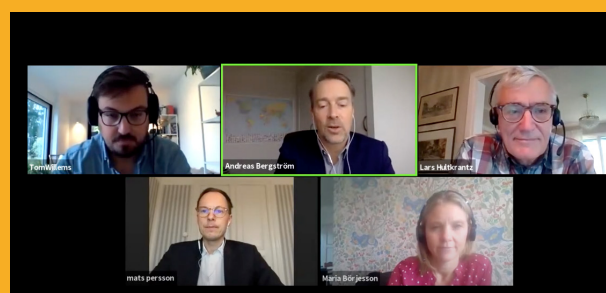 TomWillems
Andreas Bergström
Lars Hultkrantz
mats persson
Maria Börjesson